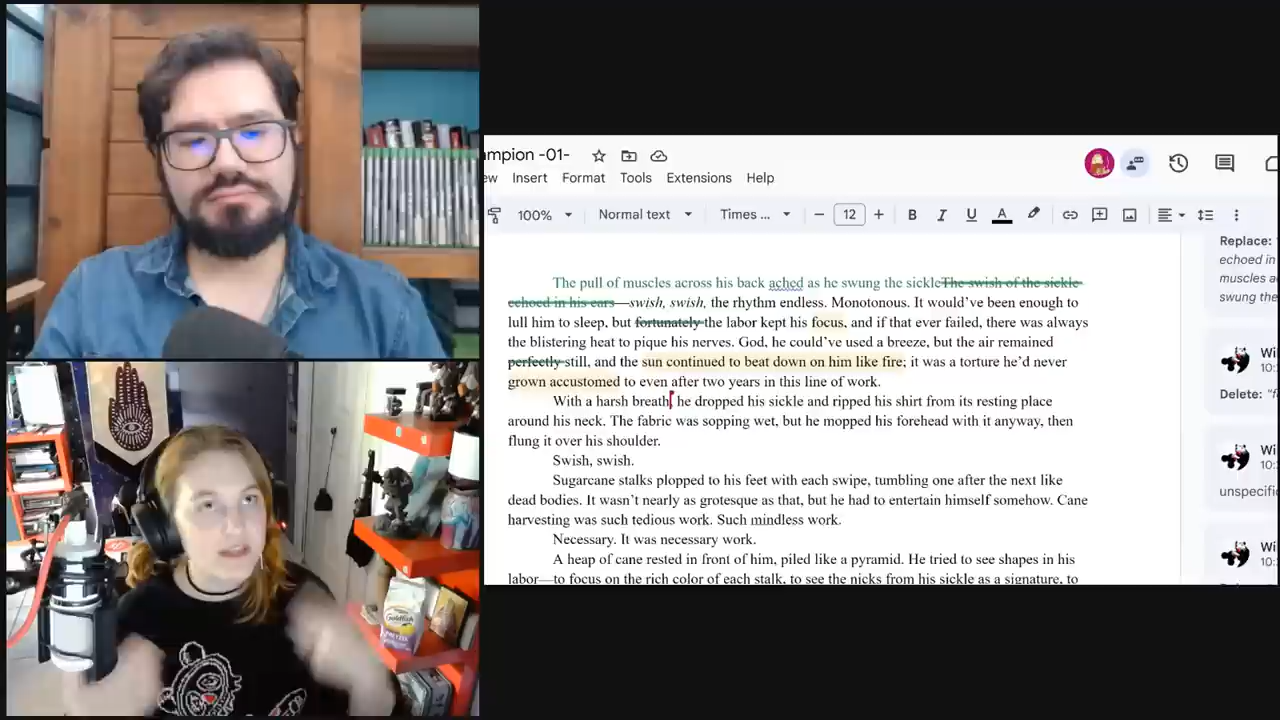 ampion -01-
ew Insert Format Tools Extensions Help
100% Normal text Times ... 12 B I U A
The pull of muscles across his back ached as he swung the sickleThe swish of the sickle
echoed in his ears—swish, swish, the rhythm endless. Monotonous. It would’ve been enough to
lull him to sleep, but fortunately the labor kept his focus, and if that ever failed, there was always
the blistering heat to pique his nerves. God, he could’ve used a breeze, but the air remained
perfectly still, and the sun continued to beat down on him like fire; it was a torture he’d never
grown accustomed to even after two years in this line of work.
With a harsh breath, he dropped his sickle and ripped his shirt from its resting place
around his neck. The fabric was sopping wet, but he mopped his forehead with it anyway, then
flung it over his shoulder.
Swish, swish.
Sugarcane stalks plopped to his feet with each swipe, tumbling one after the next like
dead bodies. It wasn’t nearly as grotesque as that, but he had to entertain himself somehow. Cane
harvesting was such tedious work. Such mindless work.
Necessary. It was necessary work.
A heap of cane rested in front of him, piled like a pyramid. He tried to see shapes in his
labor—to focus on the rich color of each stalk, to see the nicks from his sickle as a signature, to
Replace:
echoed in
muscles a
swung the
Wi
10:
Delete: “f
Wi
10:
unspecific
Wi
10:
Goldfish